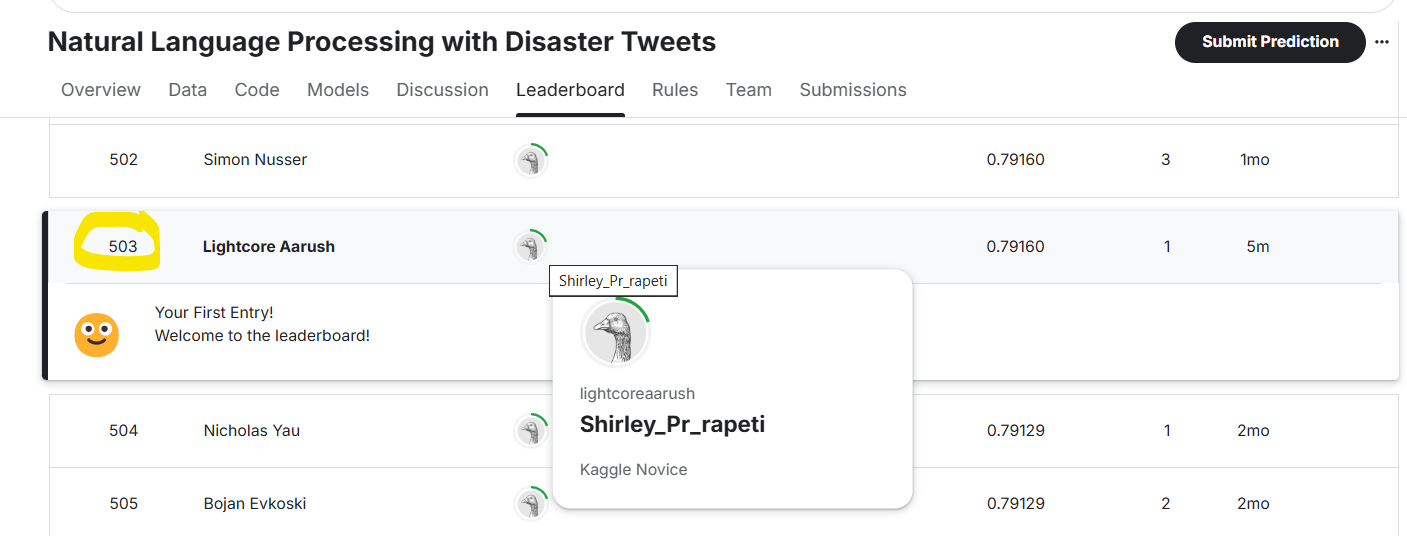 Natural Language Processing with Disaster Tweets
Submit Prediction
Overview Data Code Models Discussion Leaderboard Rules Team Submissions
502 Simon Nusser 0.79160 3 1mo
503 Lightcore Aarush 0.79160 1 5m
Shirley_Pr_rapeti
Your First Entry!
Welcome to the leaderboard!
lightcoreaarush
Shirley_Pr_rapeti
Kaggle Novice
504 Nicholas Yau 0.79129 1 2mo
505 Bojan Evkoski 0.79129 2 2mo